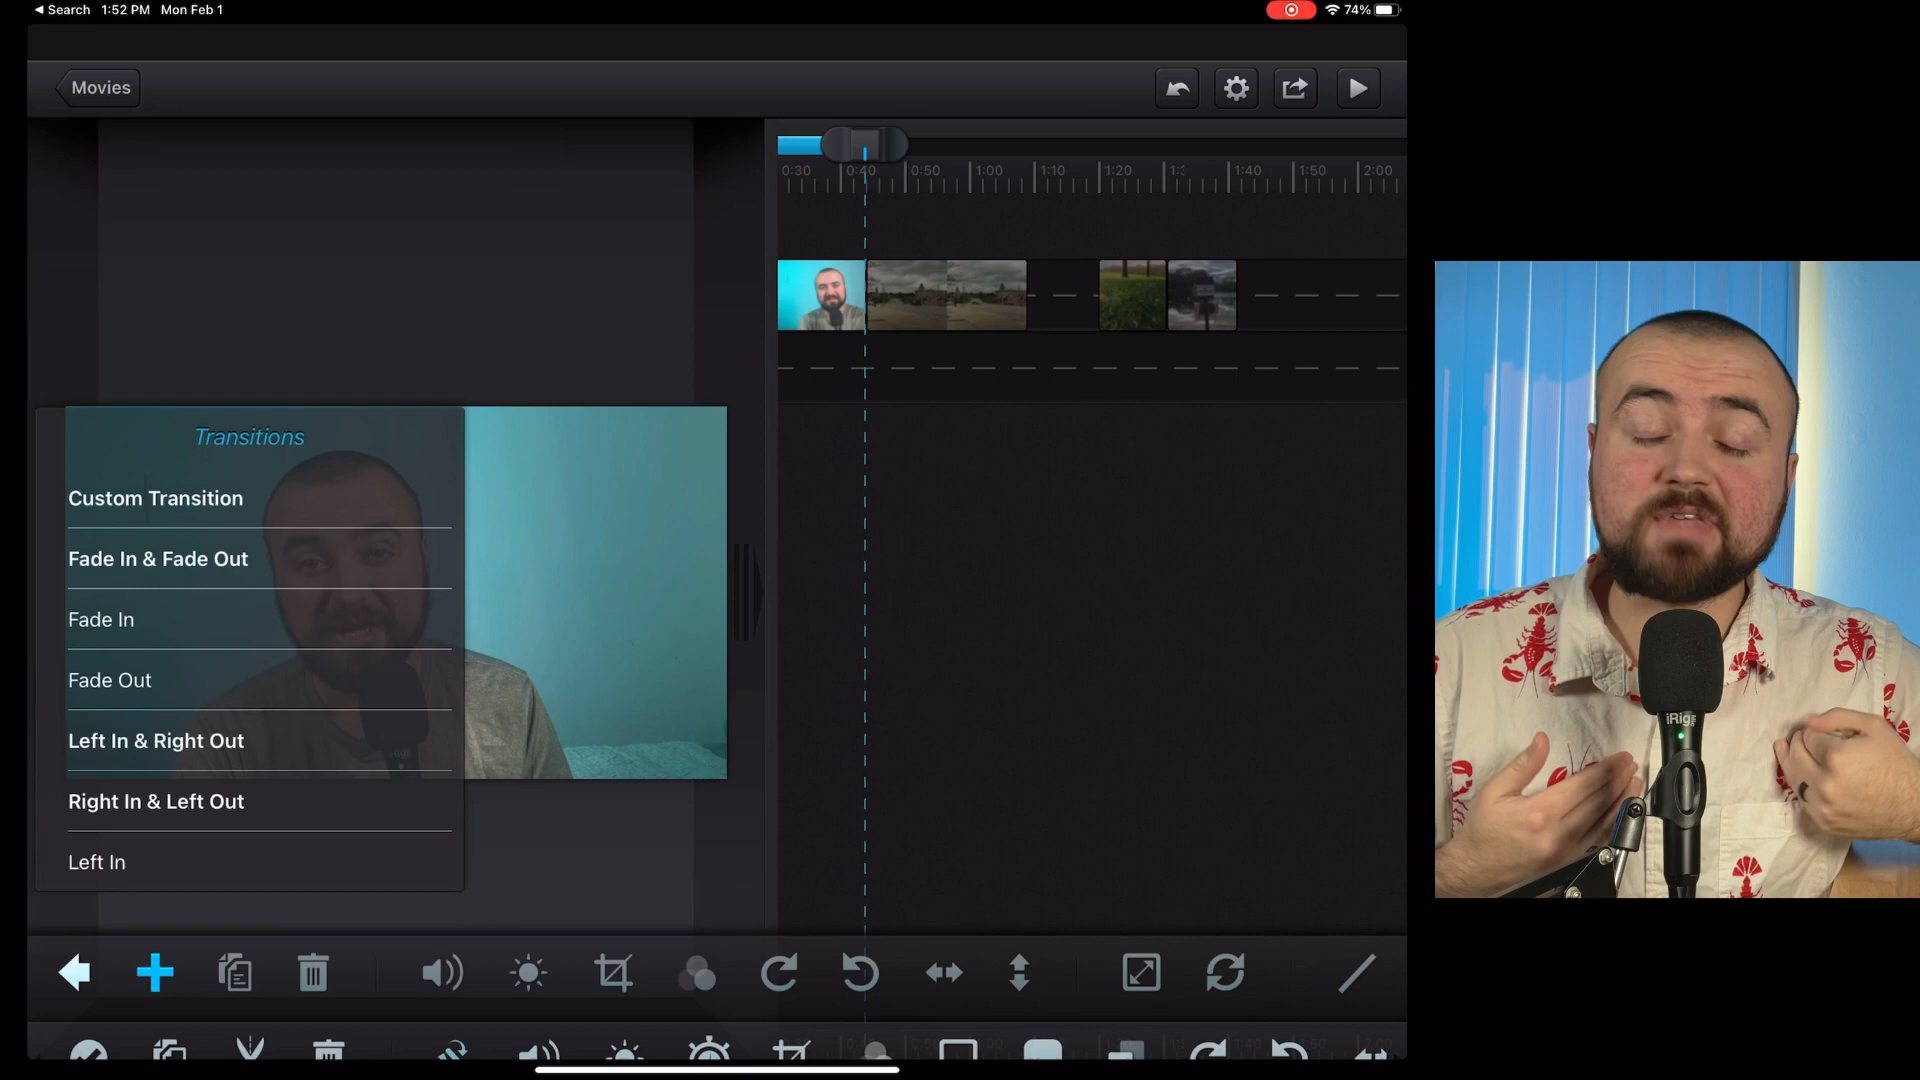 Search 1:52 PM Mon Feb 1
74%
Movies
0:30 0:40 0:50 1:00 1:10 1:20 1:40 1:50 2:00
Transitions
Custom Transition
Fade In & Fade Out
Fade In
Fade Out
Left In & Right Out
Right In & Left Out
Left In
iRig